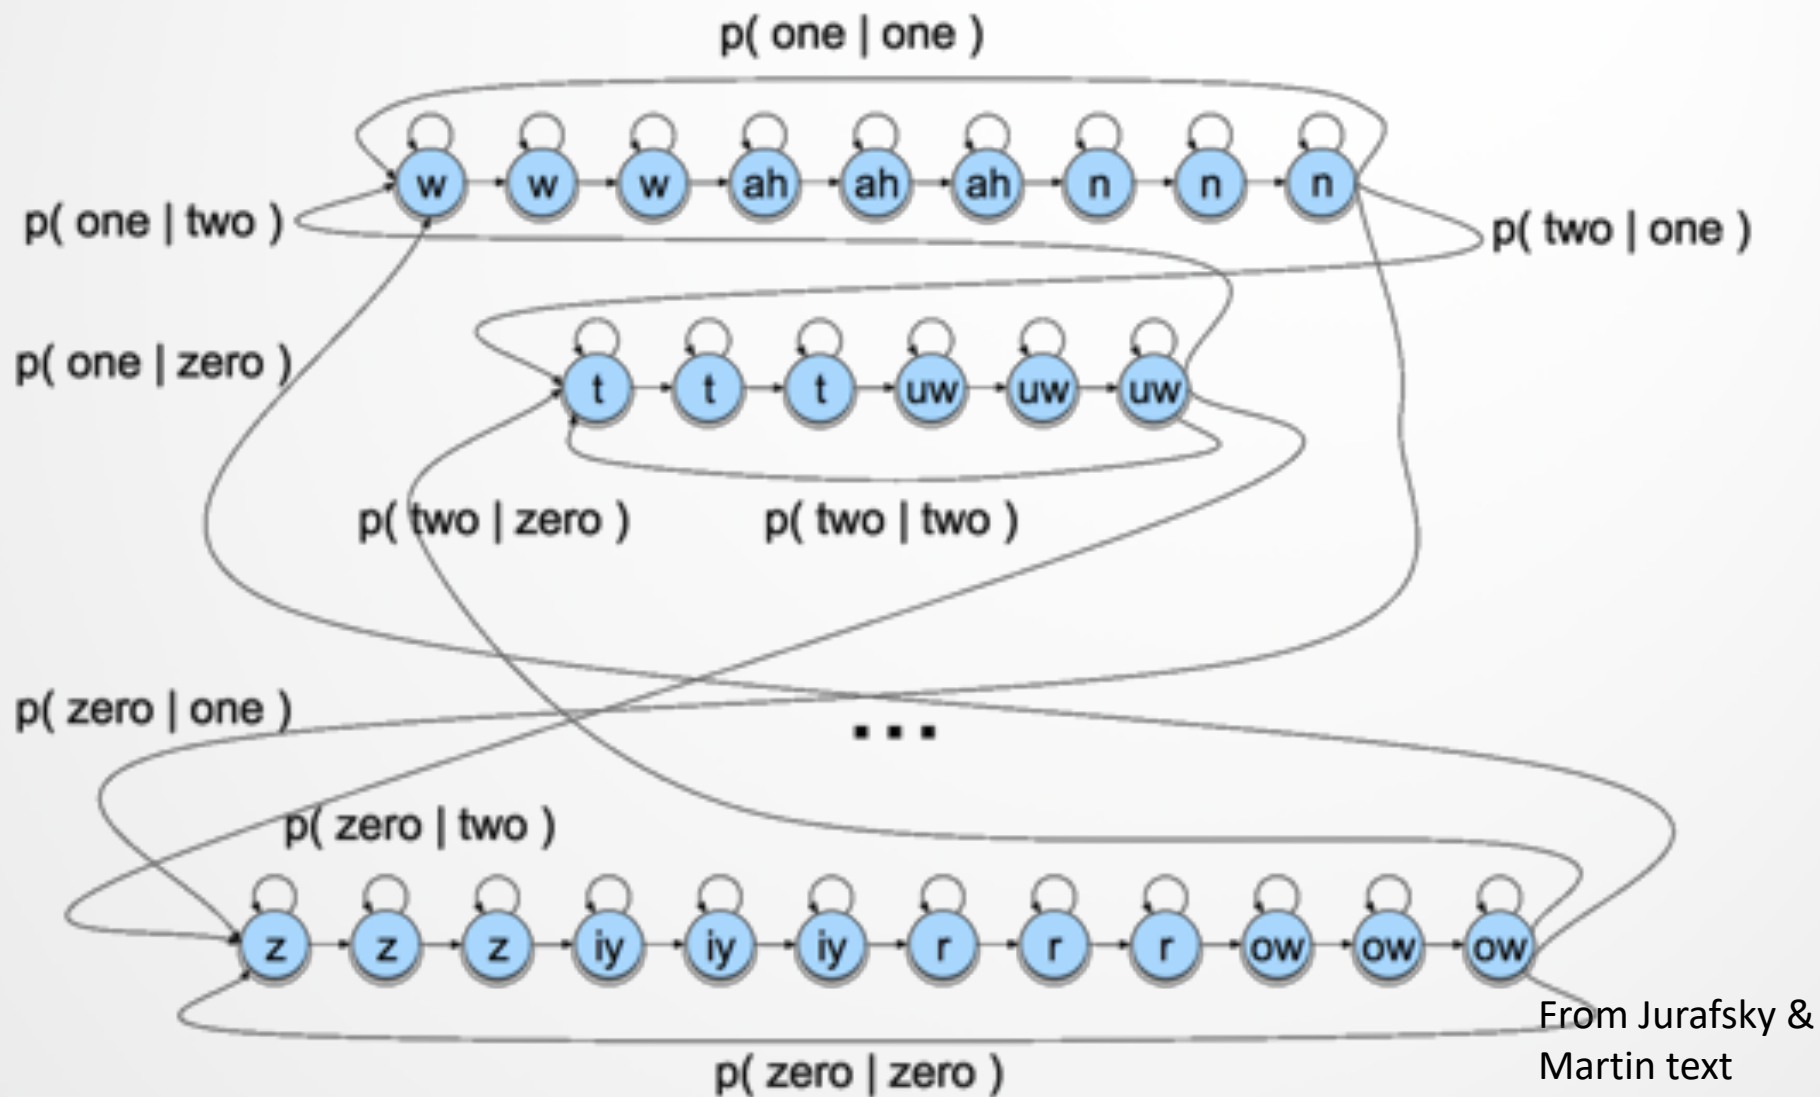 p( one | one )
w w w ah ah ah n n n
p( one | two )
p( two | one )
p( one | zero )
t t t uw uw uw
p( two | zero )
p( two | two )
p( zero | one )
...
p( zero | two )
z z z iy iy iy r r r ow ow ow
From Jurafsky &
Martin text
p( zero | zero )